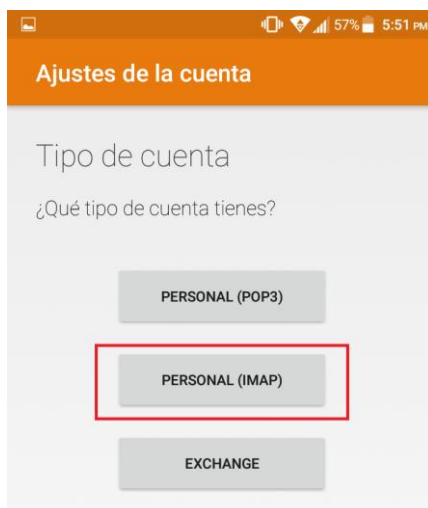 57% 5:51 PM
Ajustes de la cuenta
Tipo de cuenta
¿Qué tipo de cuenta tienes?
PERSONAL (POP3)
PERSONAL (IMAP)
EXCHANGE